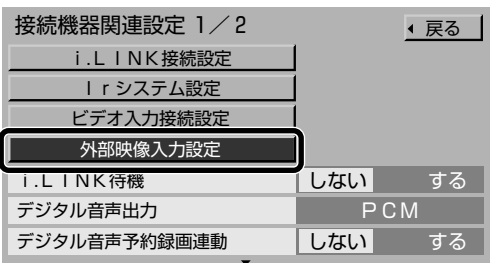 接続機器関連設定 1／2
◀ 戻る
i.LINK接続設定
Irシステム設定
ビデオ入力接続設定
外部映像入力設定
i.LINK待機 しない する
デジタル音声出力 PCM
デジタル音声予約録画連動 しない する